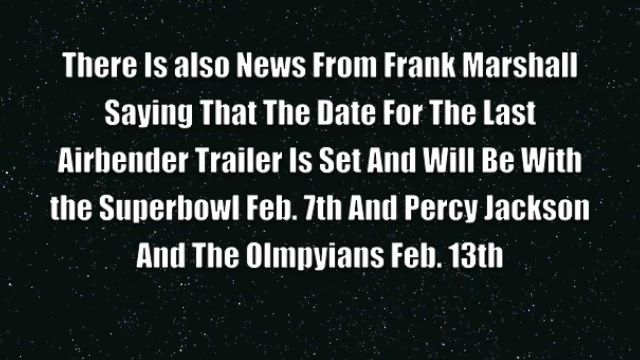 There Is also News From Frank Marshall
Saying That The Date For The Last
Airbender Trailer Is Set And Will Be With
the Superbowl Feb. 7th And Percy Jackson
And The Olmpyians Feb. 13th